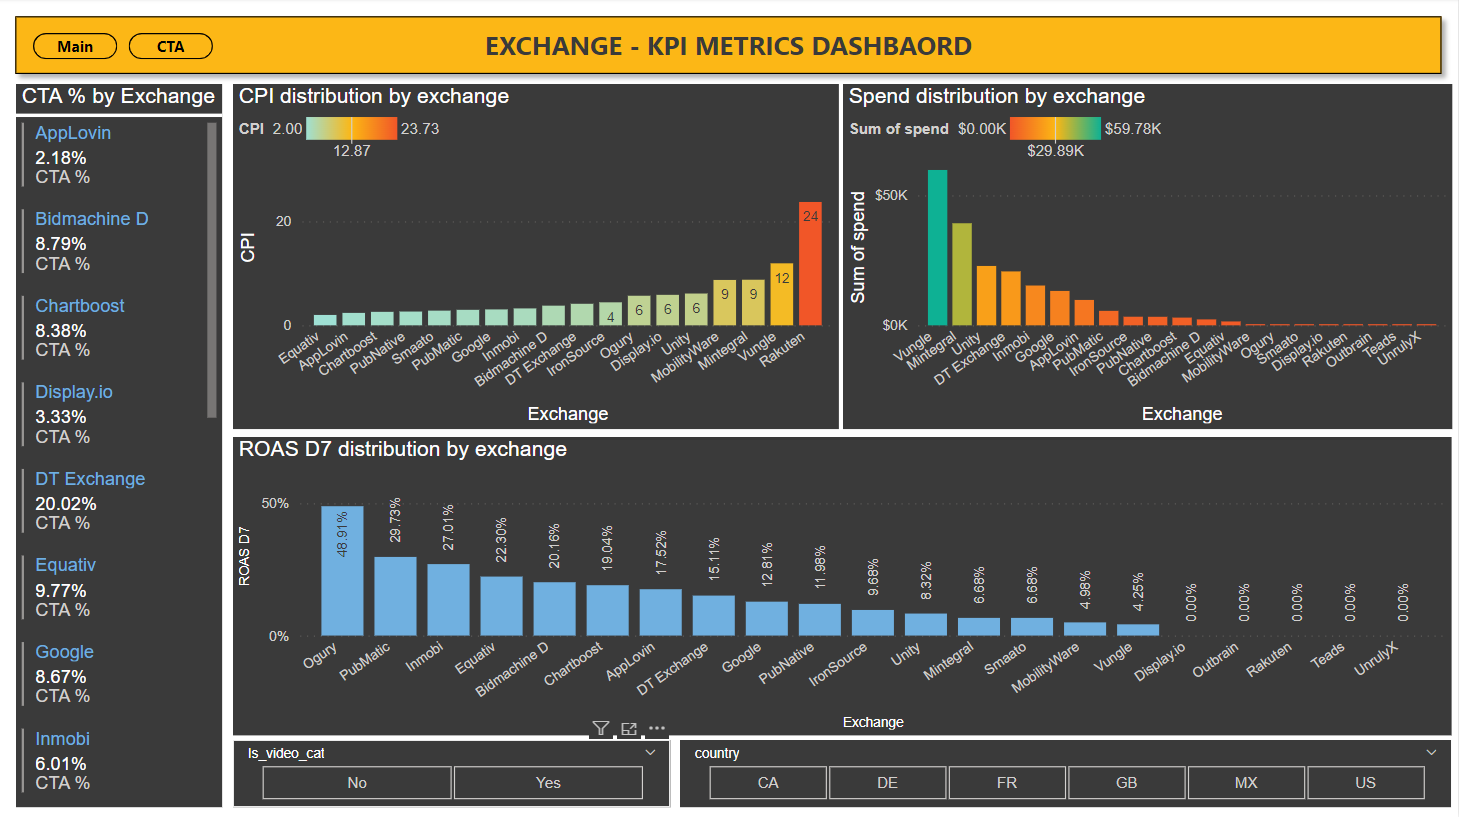 Main
CTA
EXCHANGE - KPI METRICS DASHBAORD
CTA % by Exchange
AppLovin
2.18%
CTA %
Bidmachine D
8.79%
CTA %
Chartboost
8.38%
CTA %
Display.io
3.33%
CTA %
DT Exchange
20.02%
CTA %
Equativ
9.77%
CTA %
Google
8.67%
CTA %
Inmobi
6.01%
CTA %
CPI distribution by exchange
CPI 2.00 23.73
12.87
CPI
20
0
4
6
6
6
9
9
12
24
Equativ
AppLovin
Chartboost
PubNative
Smaato
PubMatic
Google
Inmobi
Bidmachine D
DT Exchange
IronSource
Ogury
Display.io
Unity
MobilityWare
Mintegral
Vungle
Rakuten
Exchange
Spend distribution by exchange
Sum of spend $0.00K $59.78K
$29.89K
Sum of spend
$50K
$0K
Vungle
Mintegral
Unity
DT Exchange
Inmobi
Google
AppLovin
PubMatic
IronSource
PubNative
Chartboost
Bidmachine D
Equativ
MobilityWare
Ogury
Smaato
Display.io
Rakuten
Outbrain
Teads
UnrulyX
Exchange
ROAS D7 distribution by exchange
ROAS D7
50%
0%
48.91%
29.73%
27.01%
22.30%
20.16%
19.04%
17.52%
15.11%
12.81%
11.98%
9.68%
8.32%
6.68%
6.68%
4.98%
4.25%
0.00%
0.00%
0.00%
0.00%
0.00%
Ogury
PubMatic
Inmobi
Equativ
Bidmachine D
Chartboost
AppLovin
DT Exchange
Google
PubNative
IronSource
Unity
Mintegral
Smaato
MobilityWare
Vungle
Display.io
Outbrain
Rakuten
Teads
UnrulyX
Exchange
Is_video_cat
No
Yes
country
CA
DE
FR
GB
MX
US